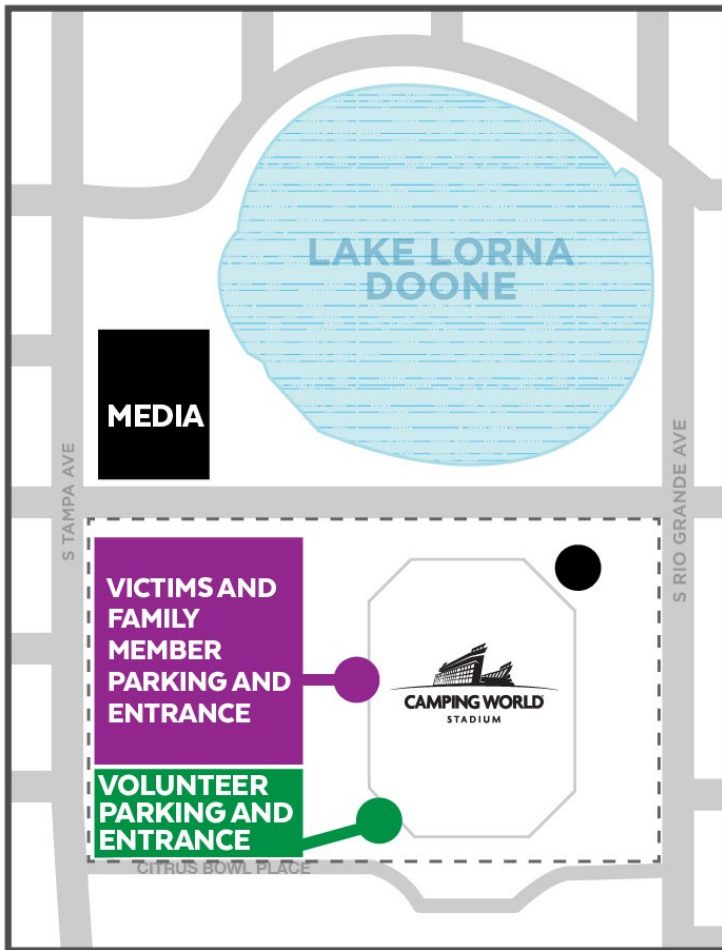 LAKE LORNA
DOONE
MEDIA
S TAMPA AVE
S RIO GRANDE AVE
VICTIMS AND
FAMILY
MEMBER
PARKING AND
ENTRANCE
CAMPING WORLD
STADIUM
VOLUNTEER
PARKING AND
ENTRANCE
CITRUS BOWL PLACE